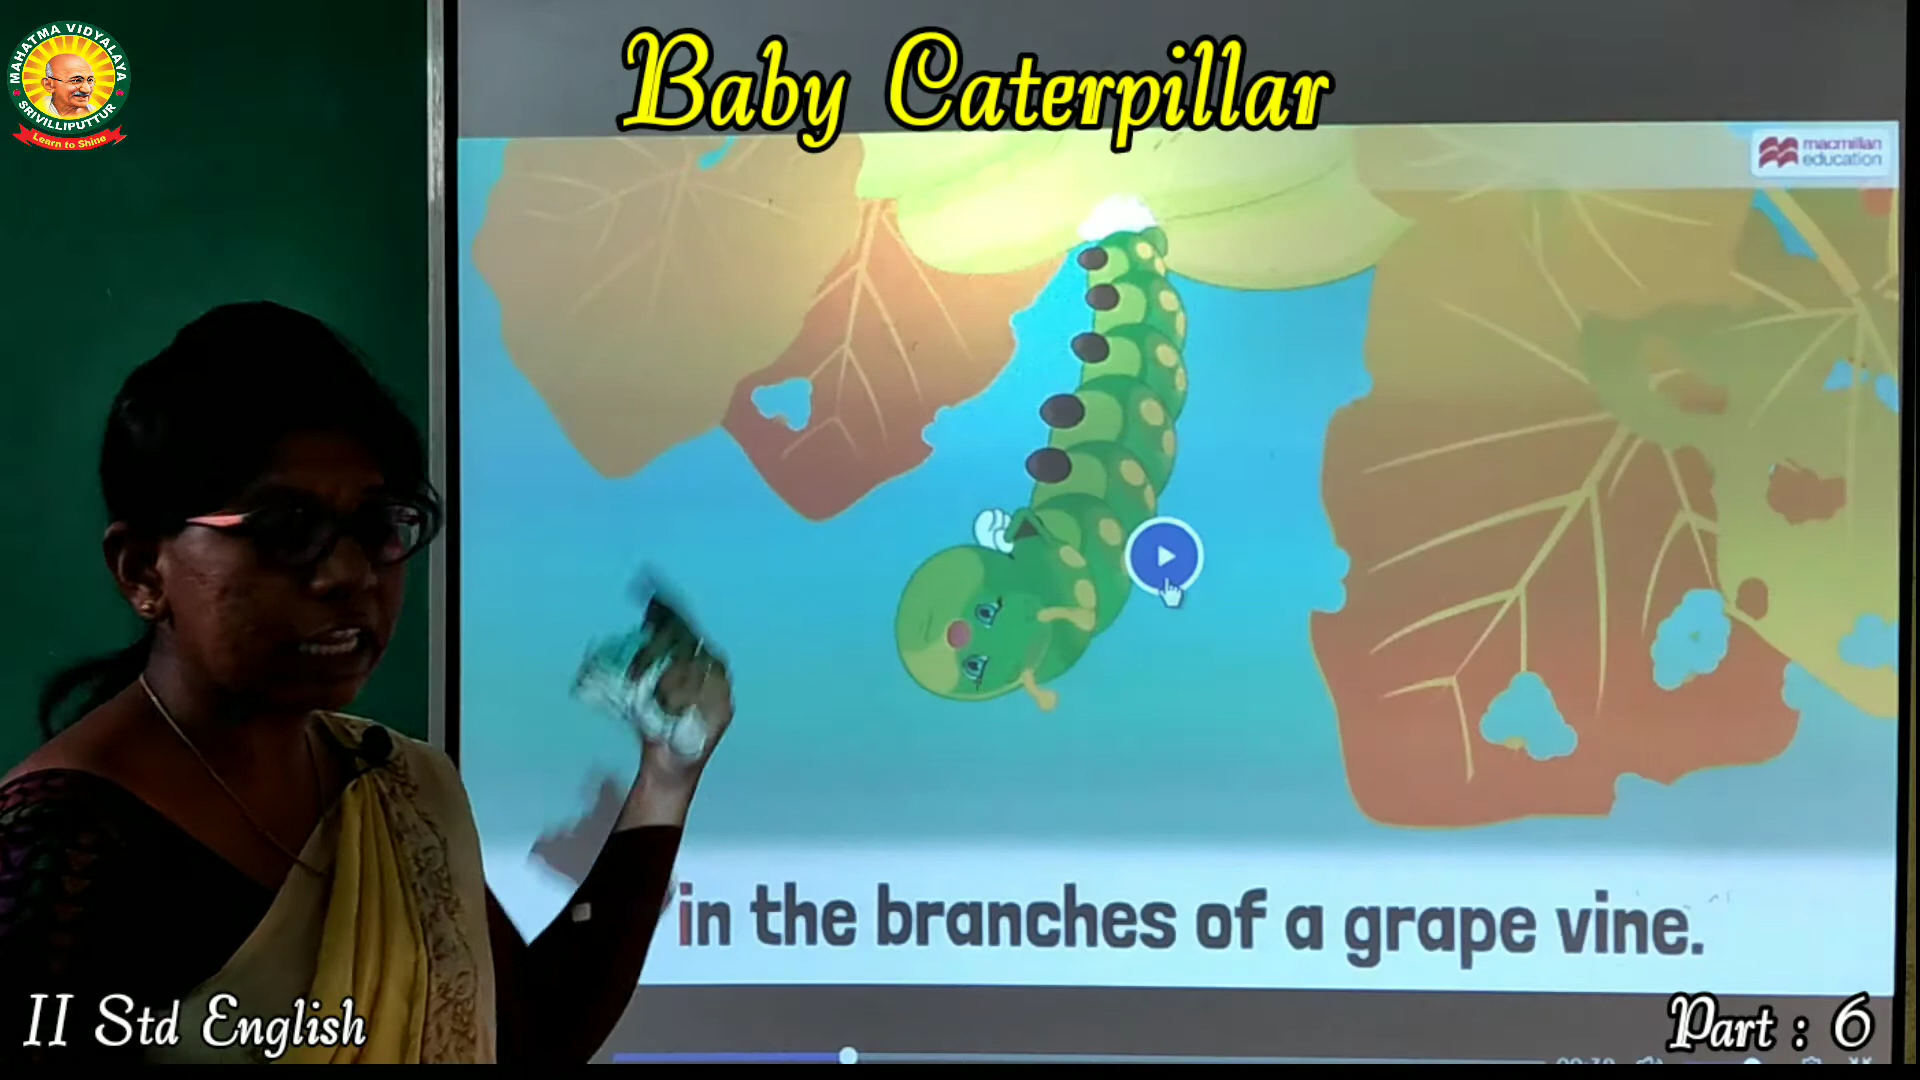 MAHATMA VIDYALAYA
SRIVILLIPUTTUR
Learn to Shine
Baby Caterpillar
macmillan
education
in the branches of a grape vine.
II Std English
Part : 6